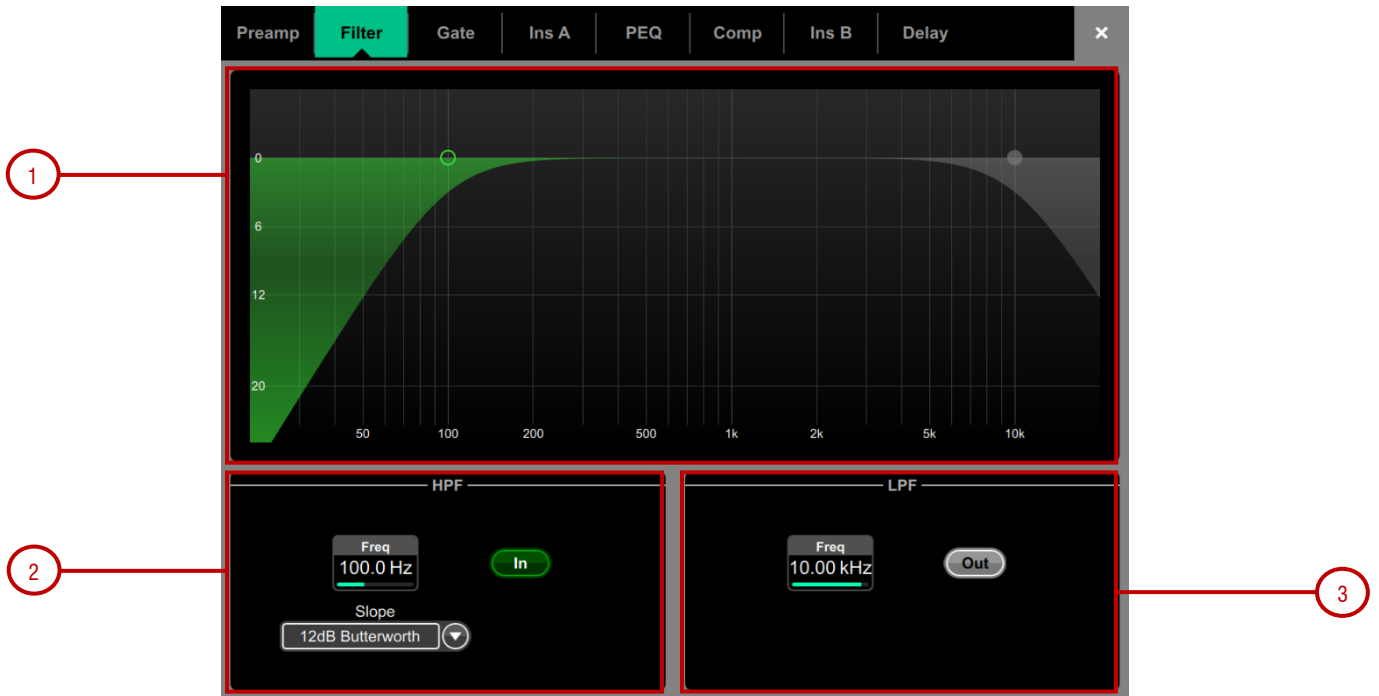 Preamp Filter Gate Ins A PEQ Comp Ins B Delay ×
1
0
6
12
20
50 100 200 500 1k 2k 5k 10k
HPF
Freq
100.0 Hz
In
Slope
12dB Butterworth
2
LPF
Freq
10.00 kHz
Out
3